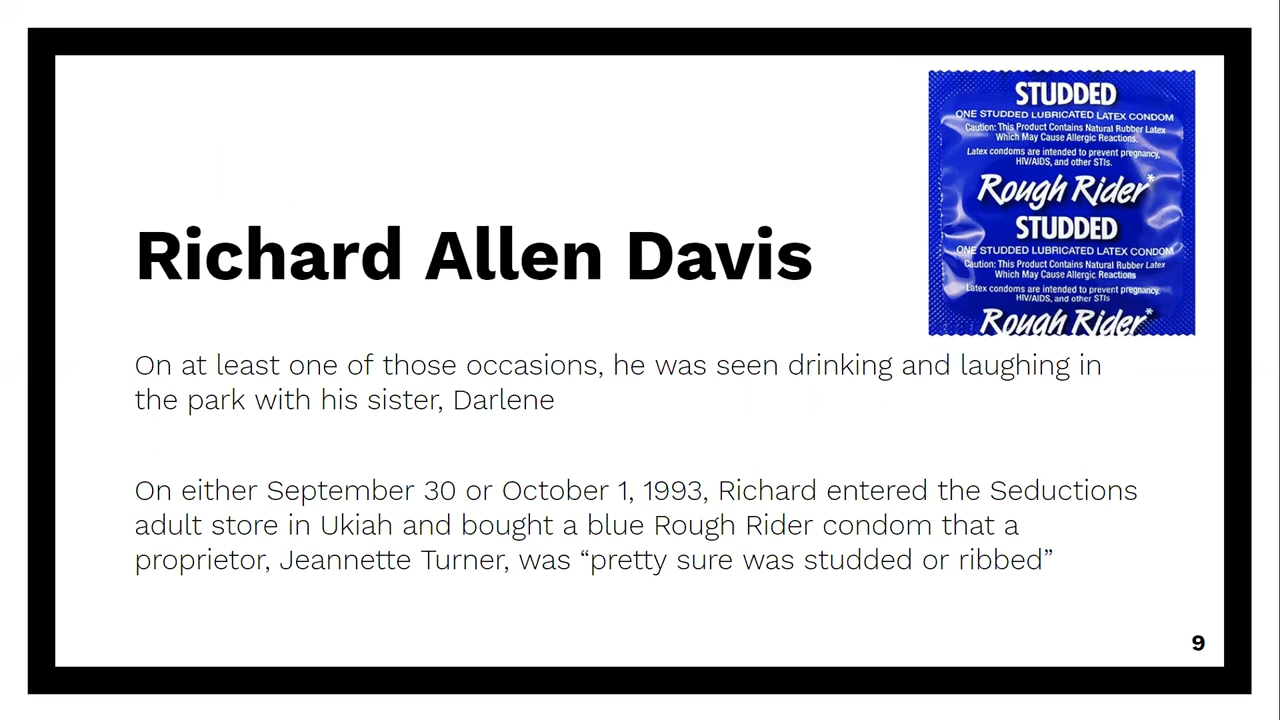 STUDDED
ONE STUDDED LUBRICATED LATEX CONDOM
Caution: This Product Contains Natural Rubber Latex
Which May Cause Allergic Reactions.
Latex condoms are intended to prevent pregnancy,
HIV/AIDS, and other STIs.
Rough Rider*
STUDDED
ONE STUDDED LUBRICATED LATEX CONDOM
Caution: This Product Contains Natural Rubber Latex
Which May Cause Allergic Reactions
Latex condoms are intended to prevent pregnancy,
HIV/AIDS, and other STIs
Rough Rider*
Richard Allen Davis
On at least one of those occasions, he was seen drinking and laughing in
the park with his sister, Darlene
On either September 30 or October 1, 1993, Richard entered the Seductions
adult store in Ukiah and bought a blue Rough Rider condom that a
proprietor, Jeannette Turner, was “pretty sure was studded or ribbed”
9